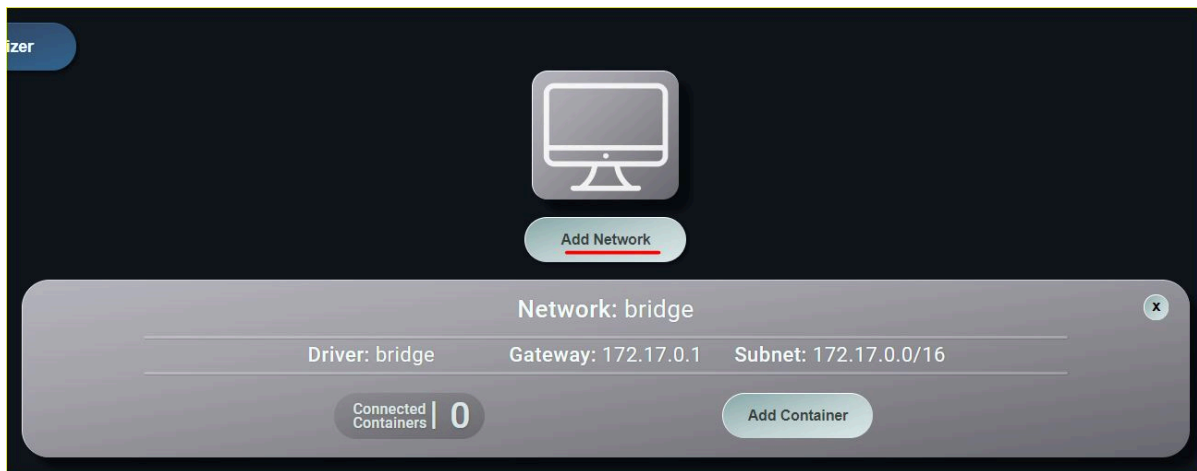 izer
Add Network
Network: bridge
x
Driver: bridge Gateway: 172.17.0.1 Subnet: 172.17.0.0/16
Connected
Containers | 0
Add Container